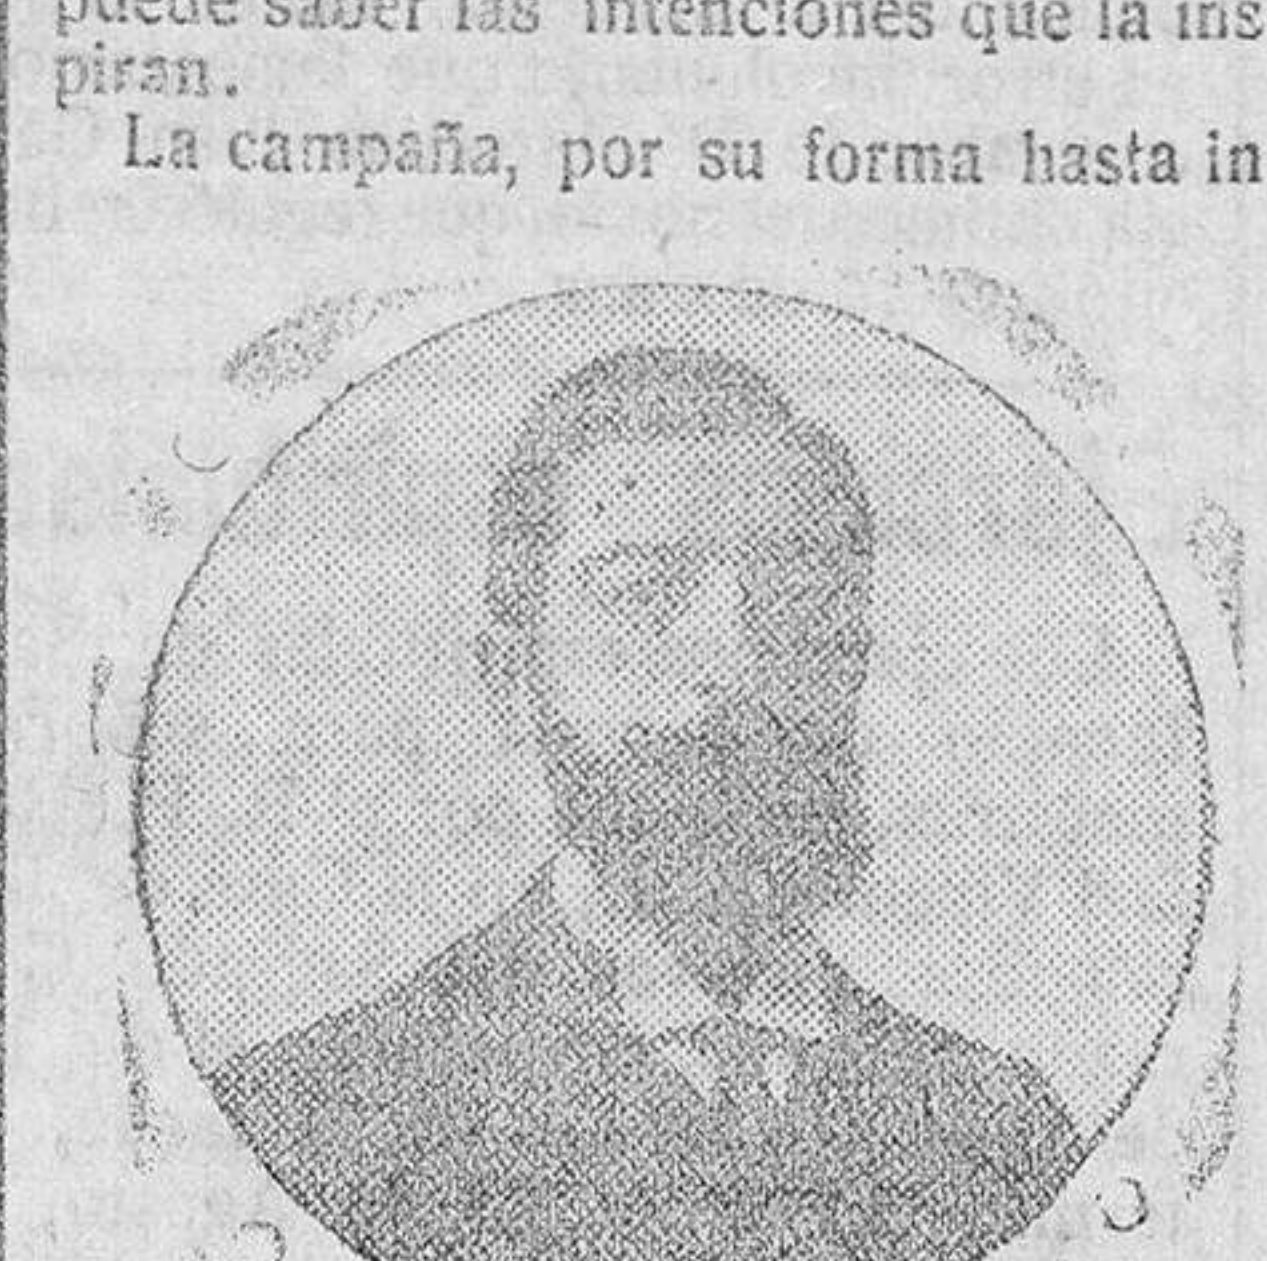 puede saber las intenciones que la ins
piran.
La campaña, por su forma hasta in